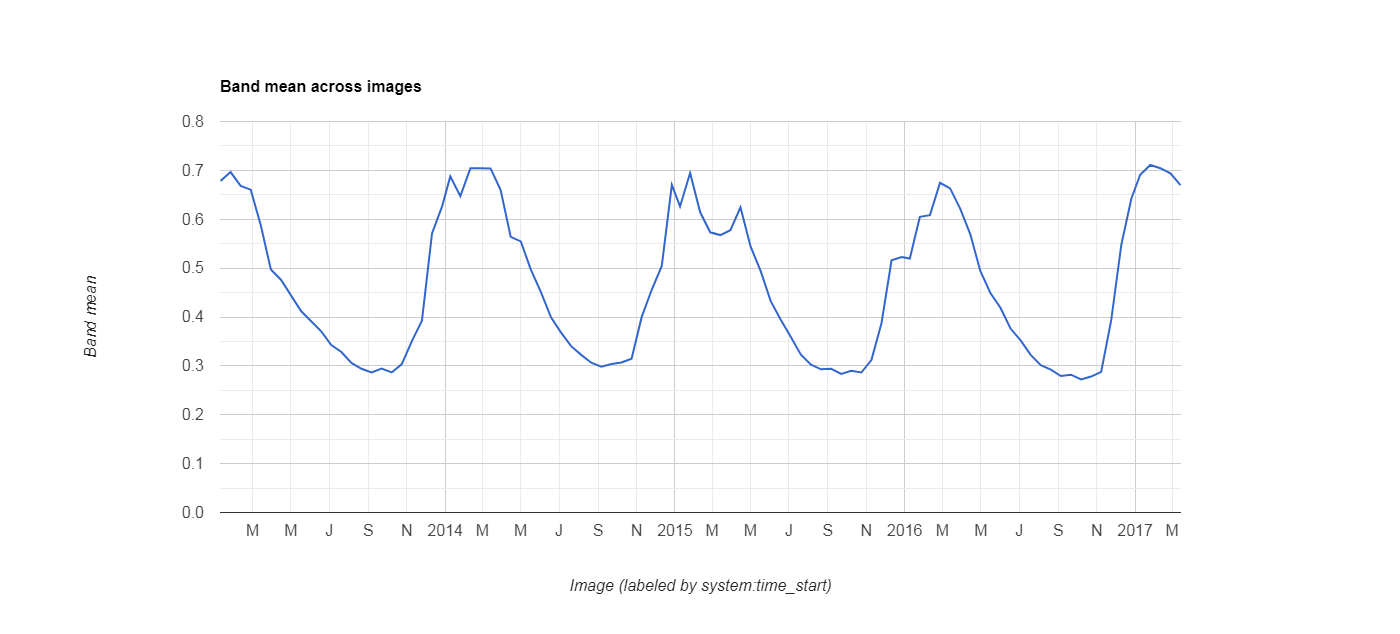 Band mean across images
0.8
0.7
0.6
0.5
0.4
0.3
0.2
0.1
0.0
Band mean
M M J S N 2014 M M J S N 2015 M M J S N 2016 M M J S N 2017 M
Image (labeled by system:time_start)